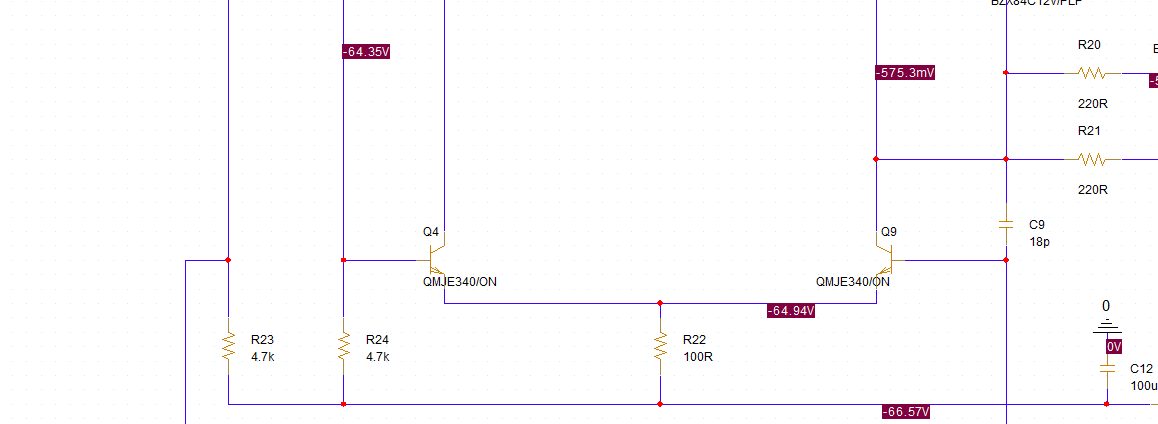 BZX84C12V/PLP
-64.35V
R20
-575.3mV
220R
R21
220R
Q4
Q9
C9
18p
QMJE340/ON
QMJE340/ON
-64.94V
0
R23
4.7k
R24
4.7k
R22
100R
0V
C12
100u
-66.57V